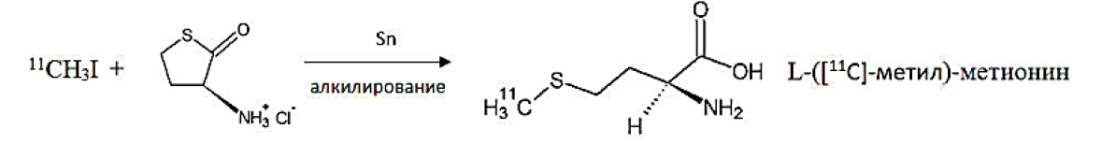 ¹¹CH3I +
S
O
NH₃⁺ Cl⁻
Sn
алкилирование
H₃¹¹C
S
O
OH
NH₂
H
L-([¹¹C]-метил)-метионин